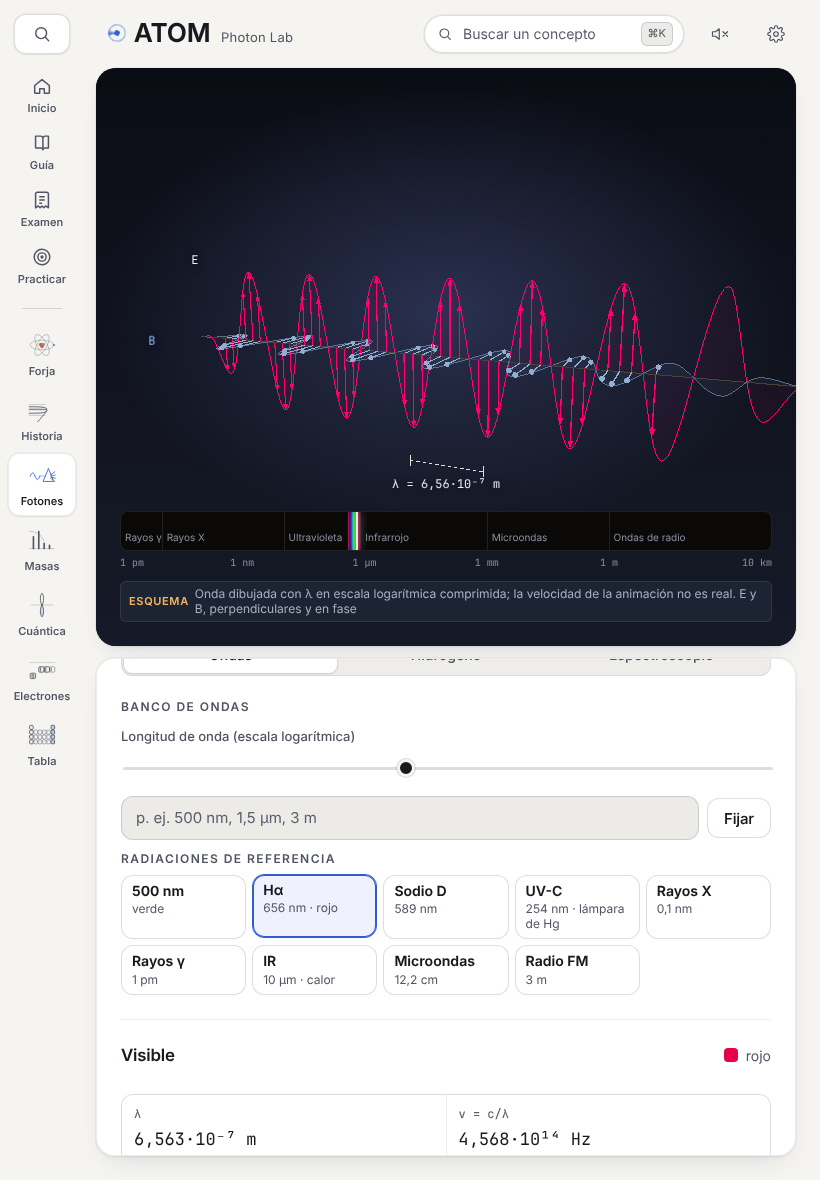 ATOM Photon Lab
Buscar un concepto ⌘K
Inicio
Guía
Examen
Practicar
Forja
Historia
Fotones
Masas
Cuántica
Electrones
Tabla
E
B
λ = 6,56·10⁻⁷ m
Rayos γ Rayos X Ultravioleta Infrarrojo Microondas Ondas de radio
1 pm 1 nm 1 µm 1 mm 1 m 10 km
ESQUEMA Onda dibujada con λ en escala logarítmica comprimida; la velocidad de la animación no es real. E y
B, perpendiculares y en fase
BANCO DE ONDAS
Longitud de onda (escala logarítmica)
p. ej. 500 nm, 1,5 µm, 3 m Fijar
RADIACIONES DE REFERENCIA
500 nm
verde
Hα
656 nm · rojo
Sodio D
589 nm
UV-C
254 nm · lámpara
de Hg
Rayos X
0,1 nm
Rayos γ
1 pm
IR
10 µm · calor
Microondas
12,2 cm
Radio FM
3 m
Visible rojo
λ
6,563·10⁻⁷ m
ν = c/λ
4,568·10¹⁴ Hz